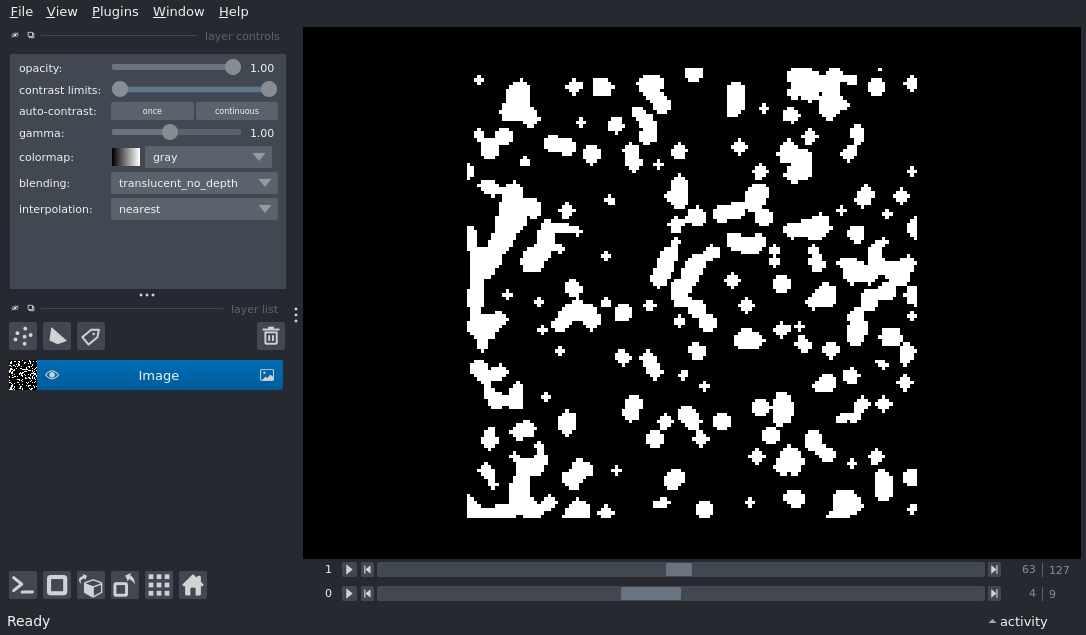 File View Plugins Window Help
layer controls
opacity: 1.00
contrast limits:
auto-contrast: once continuous
gamma: 1.00
colormap: gray
blending: translucent_no_depth
interpolation: nearest
layer list
Image
1 63 127
0 4 9
Ready activity